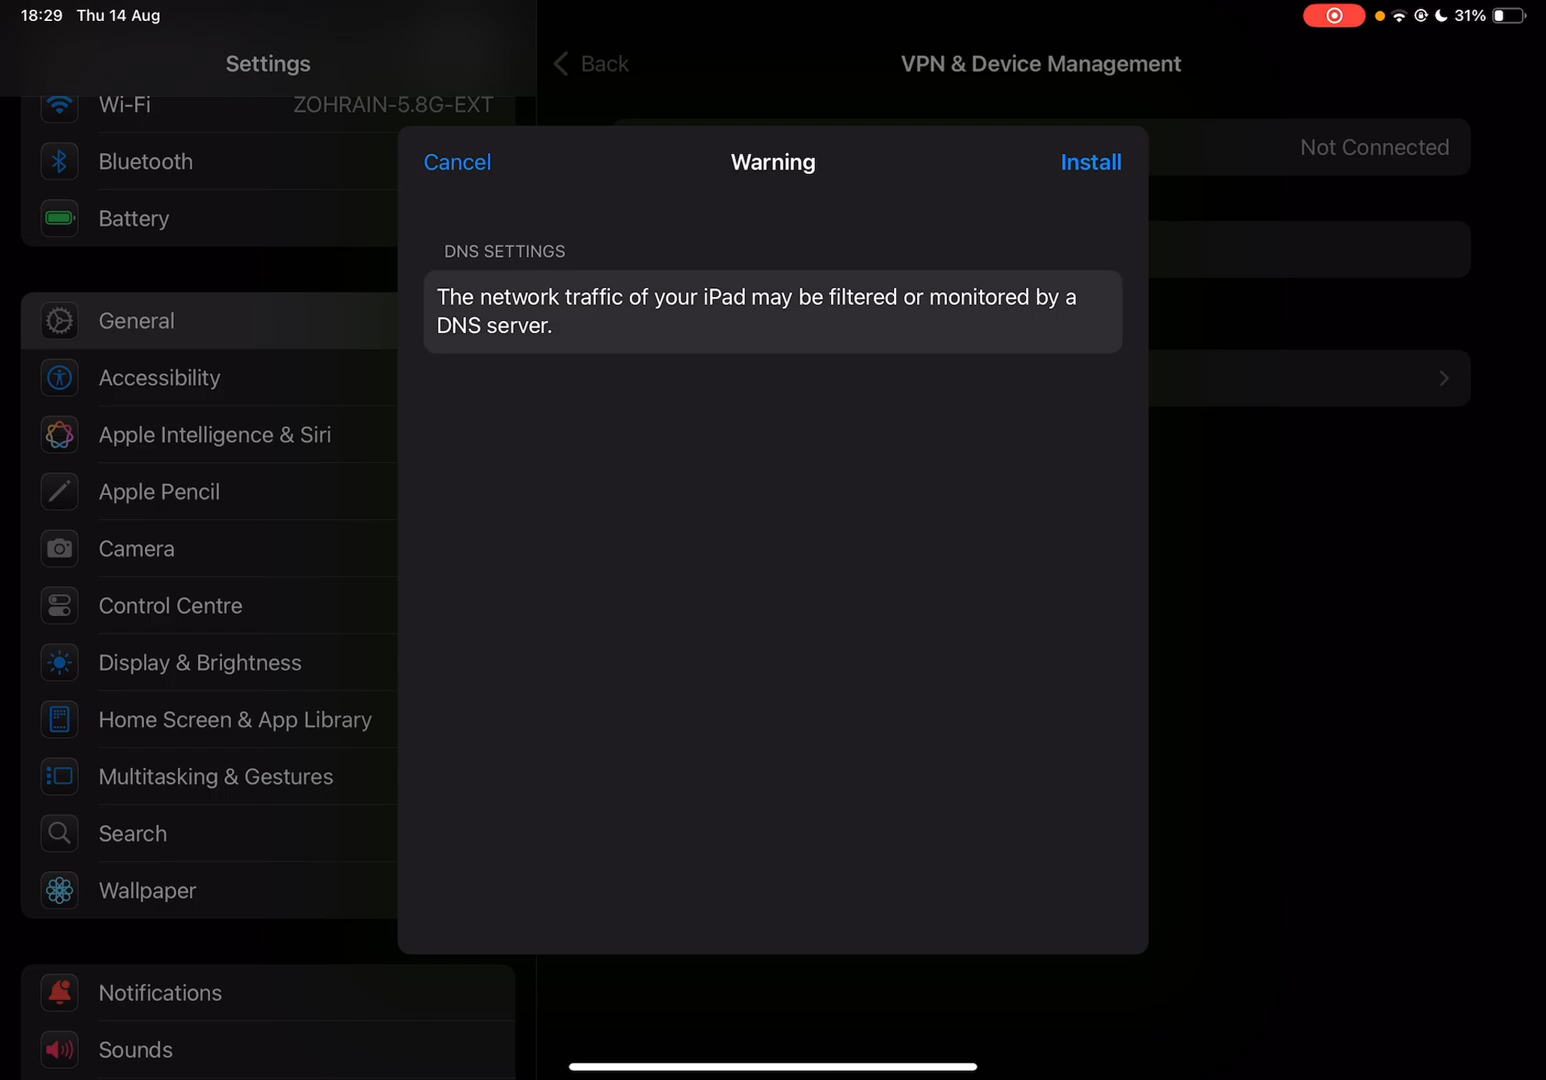 18:29 Thu 14 Aug
31%
Settings
Wi-Fi ZOHRAIN-5.8G-EXT
Bluetooth
Battery
General
Accessibility
Apple Intelligence & Siri
Apple Pencil
Camera
Control Centre
Display & Brightness
Home Screen & App Library
Multitasking & Gestures
Search
Wallpaper
Notifications
Sounds
Back
VPN & Device Management
Not Connected
Cancel
Warning
Install
DNS SETTINGS
The network traffic of your iPad may be filtered or monitored by a
DNS server.